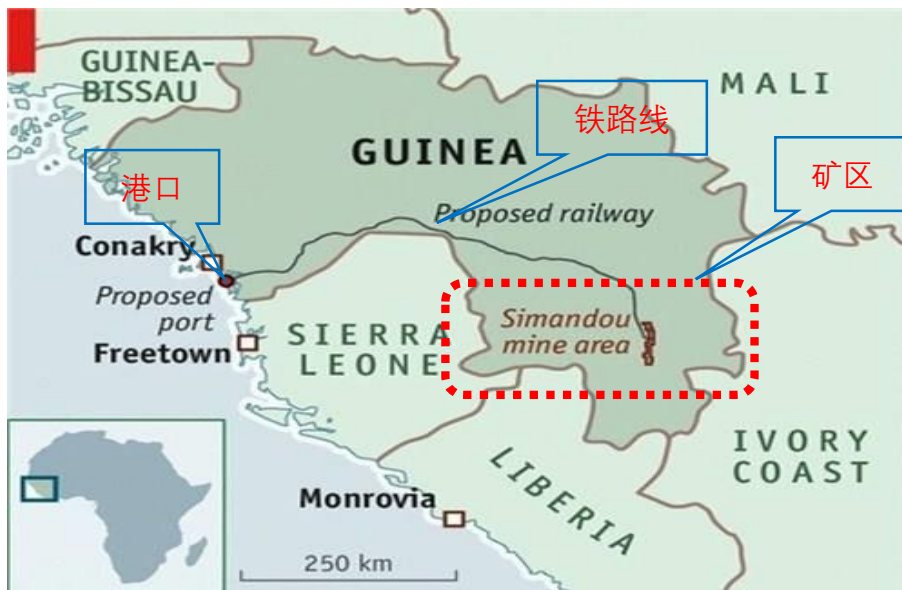 GUINEA-
BISSAU
MALI
铁路线
GUINEA
港口
矿区
Proposed railway
Conakry
Proposed
port
Simandou
mine area
Freetown
SIERRA
LEONE
IVORY
COAST
LIBERIA
Monrovia
250 km